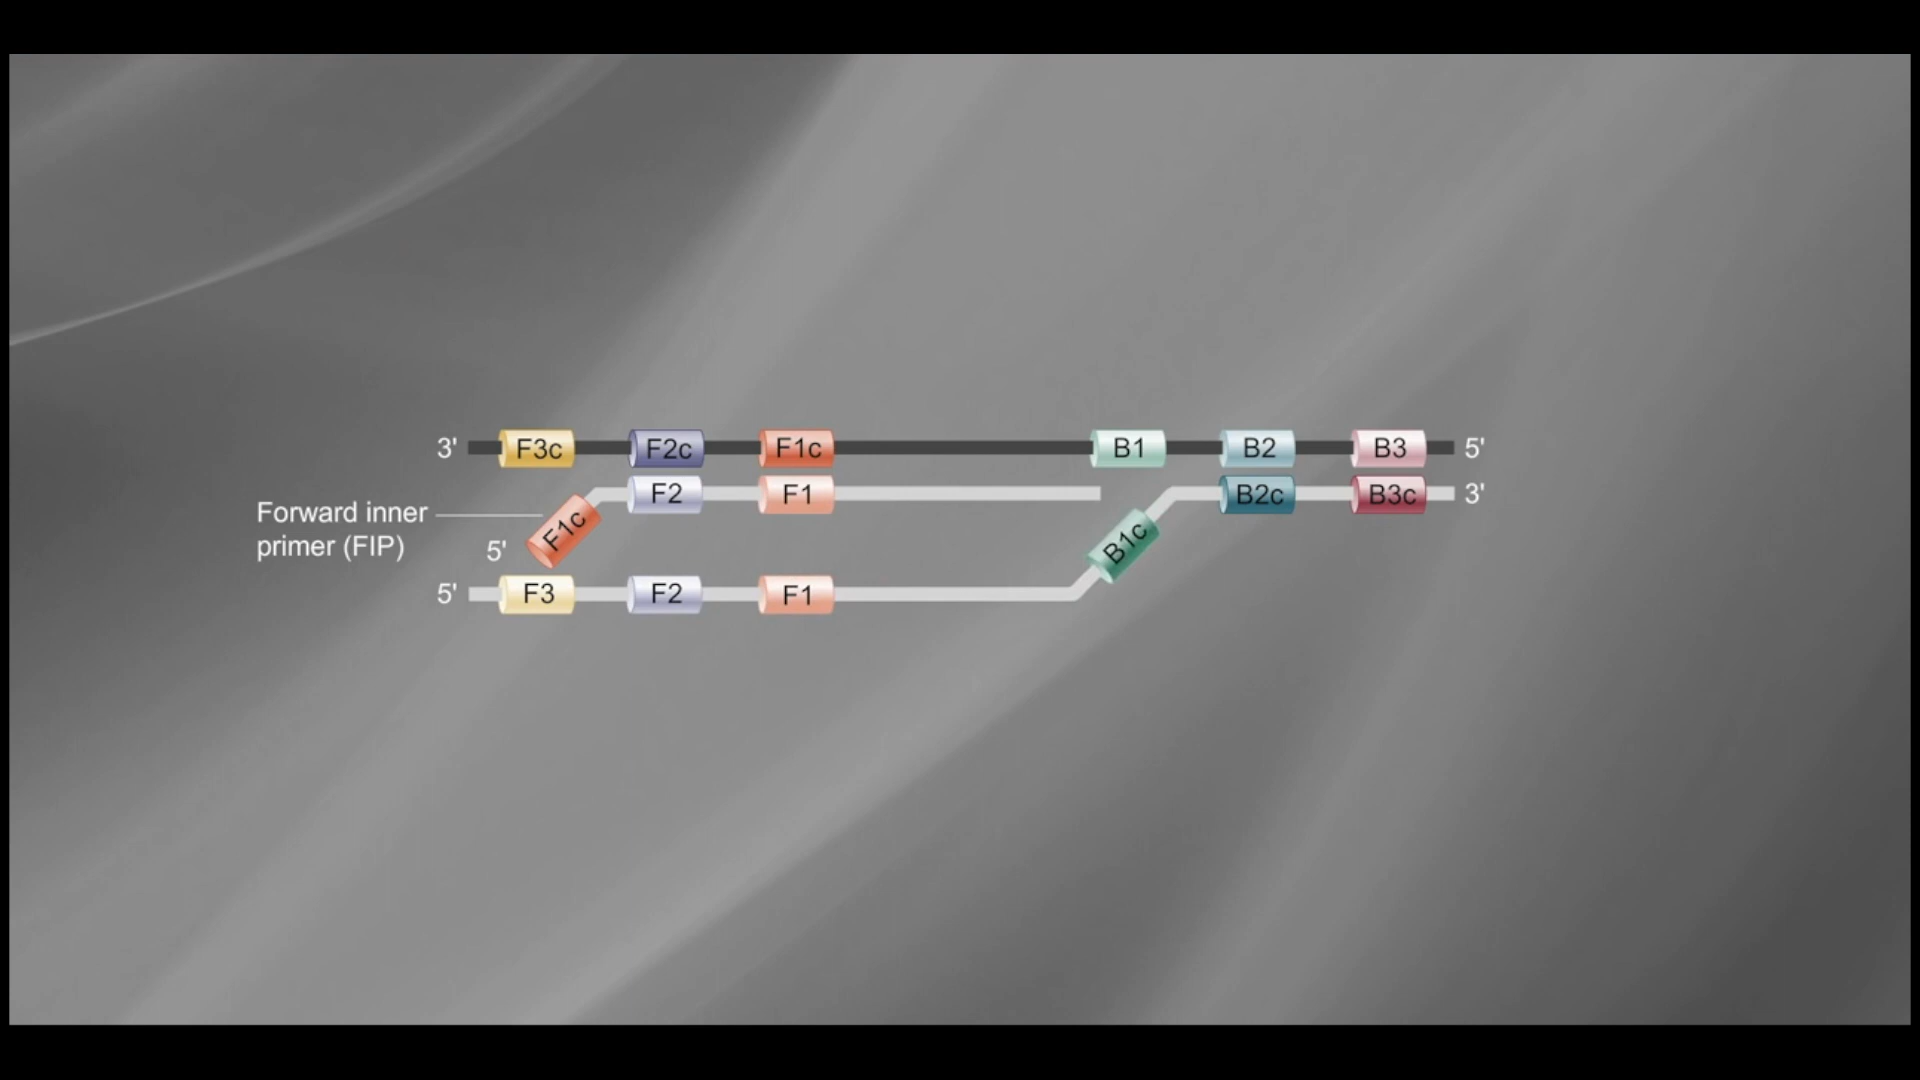 3' F3c F2c F1c B1 B2 B3 5'
F2 F1 B2c B3c 3'
Forward inner
primer (FIP)
5' F1c B1c
5' F3 F2 F1